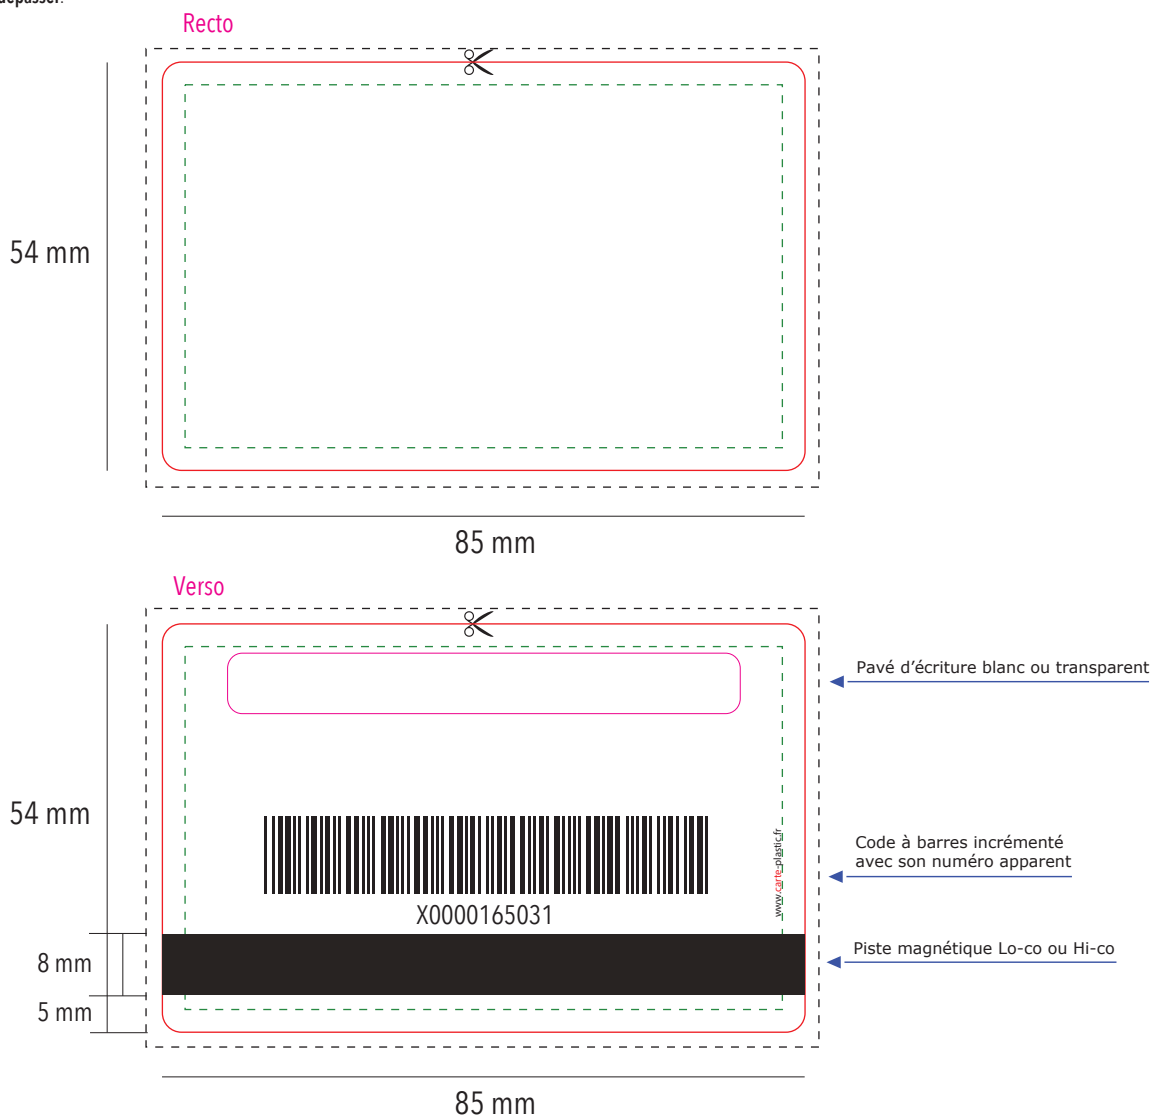 dépasser.
Recto
54 mm
85 mm
Verso
Pavé d'écriture blanc ou transparent
54 mm
Code à barres incrémenté
avec son numéro apparent
www.carte-plastic.fr
X0000165031
Piste magnétique Lo-co ou Hi-co
8 mm
5 mm
85 mm